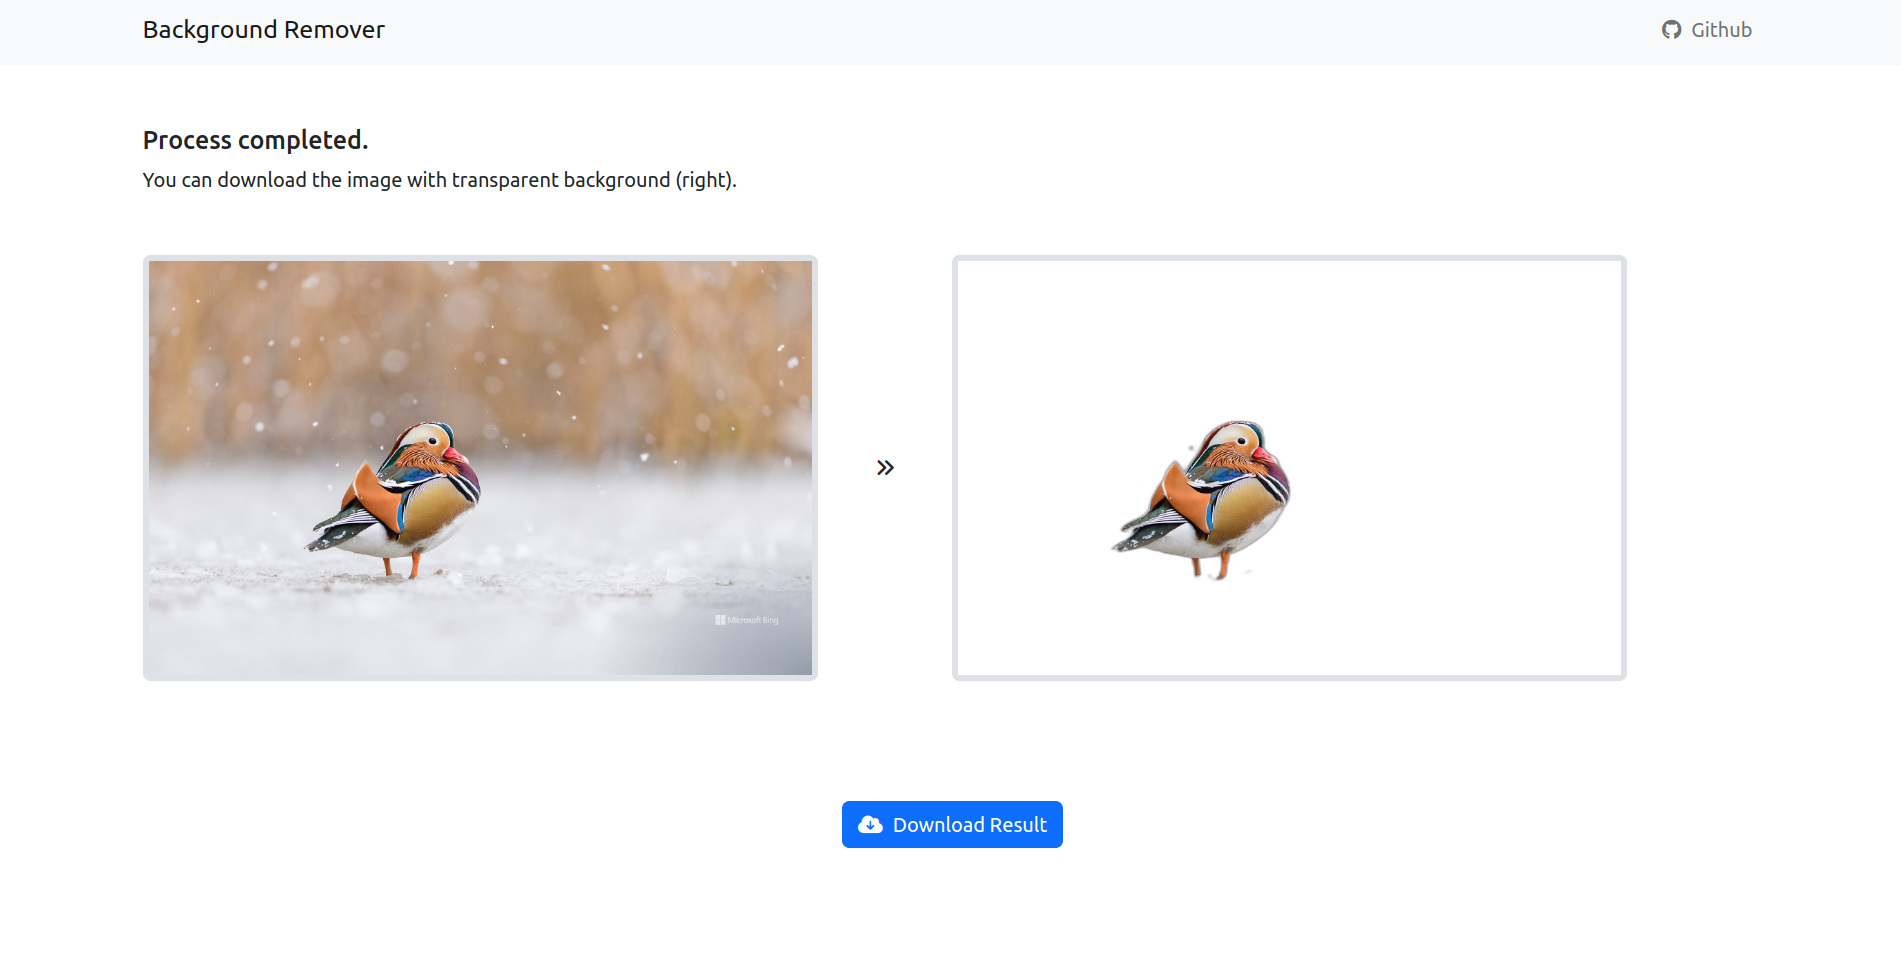 Background Remover
Github
Process completed.
You can download the image with transparent background (right).
Microsoft Bing
Download Result